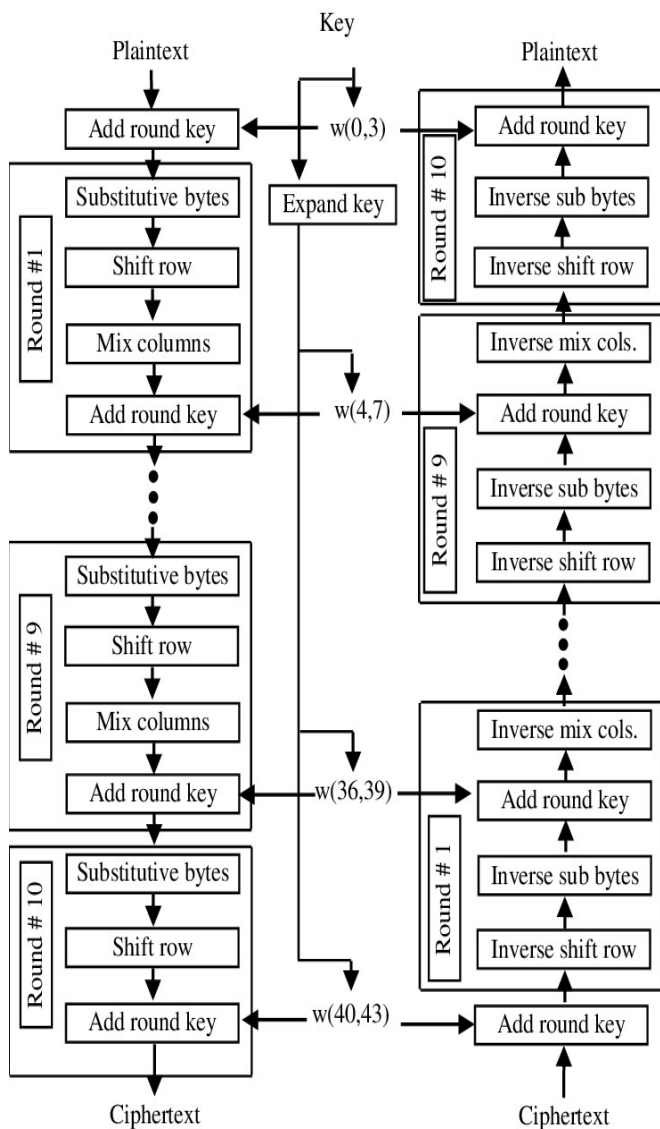 Key
Plaintext
Add round key
Round #1
Substitutive bytes
Shift row
Mix columns
Add round key
Round # 9
Substitutive bytes
Shift row
Mix columns
Add round key
Round # 10
Substitutive bytes
Shift row
Add round key
Ciphertext
w(0,3)
Expand key
w(4,7)
w(36,39)
w(40,43)
Plaintext
Round # 10
Add round key
Inverse sub bytes
Inverse shift row
Round # 9
Inverse mix cols.
Add round key
Inverse sub bytes
Inverse shift row
Round # 1
Inverse mix cols.
Add round key
Inverse sub bytes
Inverse shift row
Add round key
Ciphertext